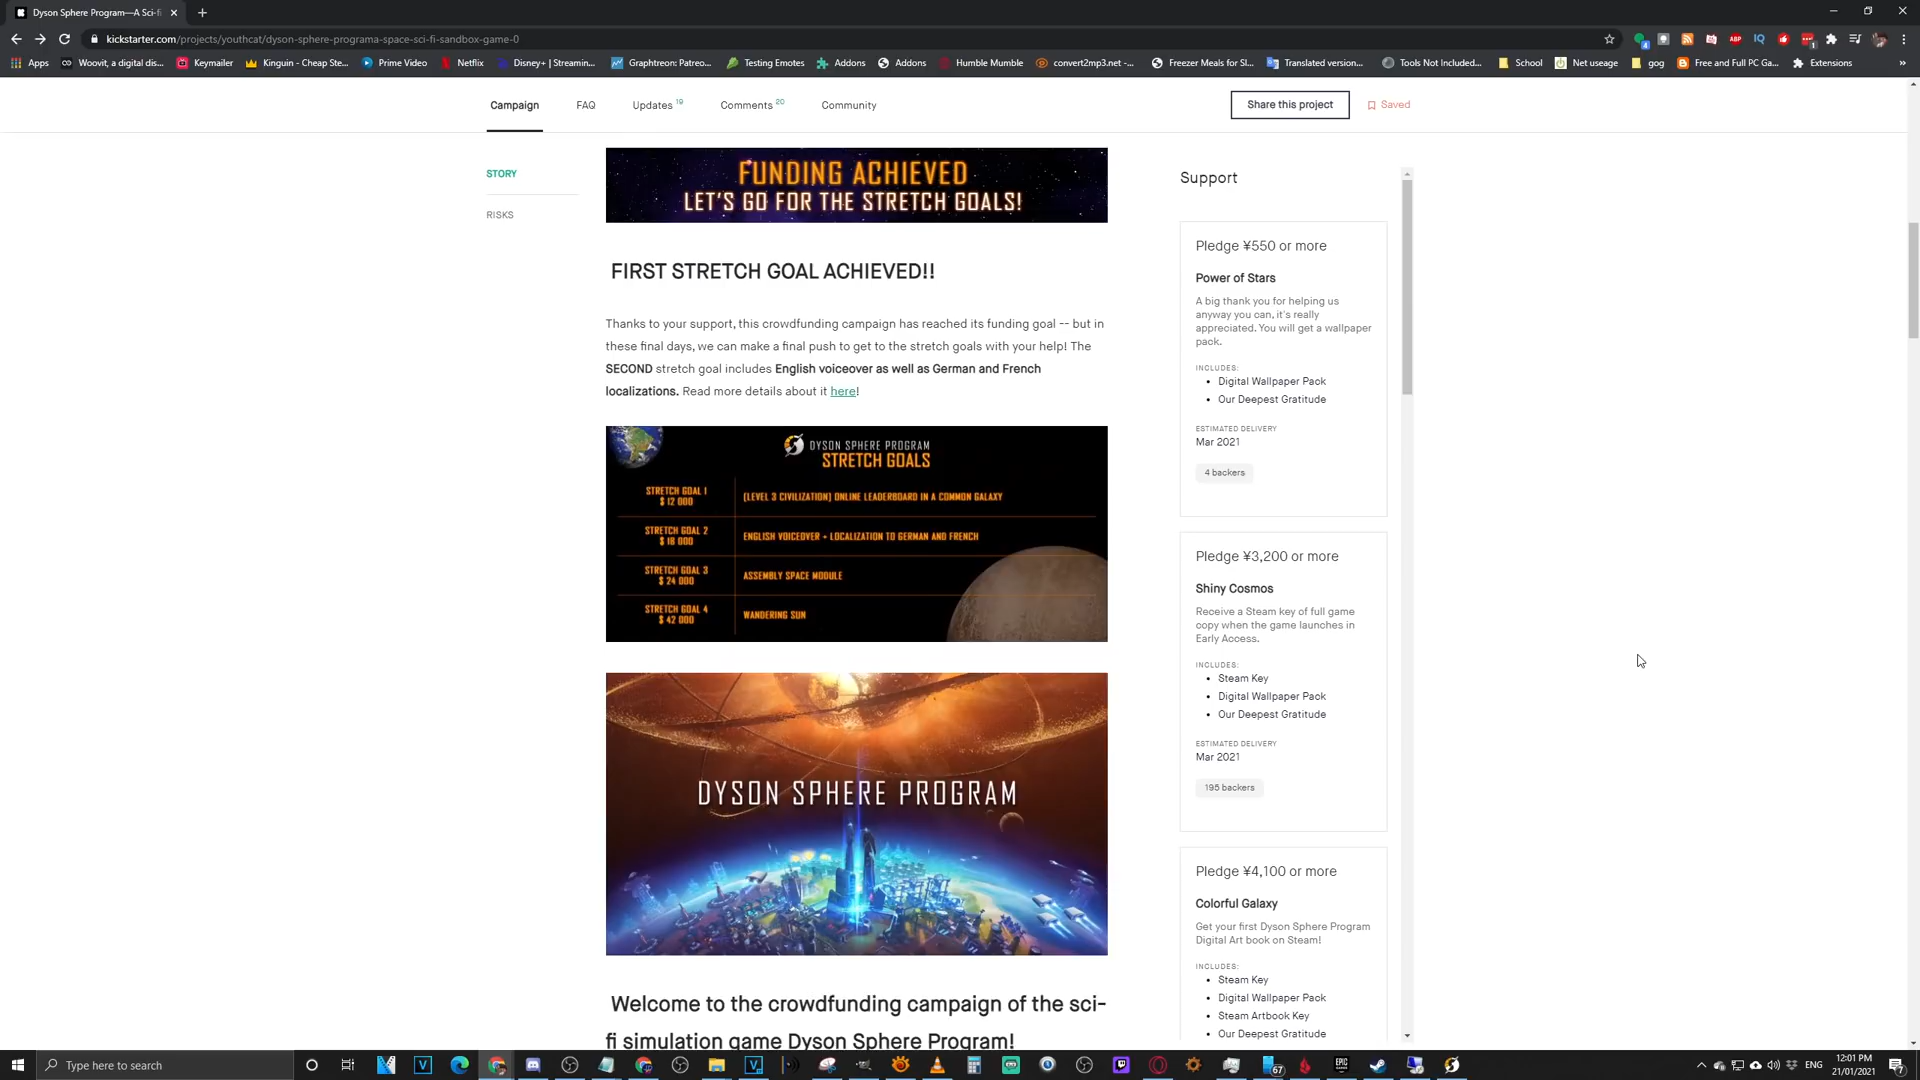 Dyson Sphere Program—A Sci-fi
kickstarter.com/projects/youthcat/dyson-sphere-programa-space-sci-fi-sandbox-game-0
Apps
Woovit, a digital dis...
Keymailer
Kinguin - Cheap Ste...
Prime Video
Netflix
Disney+ | Streamin...
Graphtreon: Patreo...
Testing Emotes
Addons
Addons
Humble Mumble
convert2mp3.net -...
Freezer Meals for Sl...
Translated version...
Tools Not Included...
School
Net useage
gog
Free and Full PC Ga...
Extensions
»
Campaign
FAQ
Updates 19
Comments 20
Community
Share this project
Saved
STORY
RISKS
FUNDING ACHIEVED
LET'S GO FOR THE STRETCH GOALS!
FIRST STRETCH GOAL ACHIEVED!!
Thanks to your support, this crowdfunding campaign has reached its funding goal -- but in
these final days, we can make a final push to get to the stretch goals with your help! The
SECOND stretch goal includes English voiceover as well as German and French
localizations. Read more details about it here!
DYSON SPHERE PROGRAM
STRETCH GOALS
STRETCH GOAL 1
$ 12 000
(LEVEL 3 CIVILIZATION) ONLINE LEADERBOARD IN A COMMON GALAXY
STRETCH GOAL 2
$ 18 000
ENGLISH VOICEOVER + LOCALIZATION TO GERMAN AND FRENCH
STRETCH GOAL 3
$ 24 000
ASSEMBLY SPACE MODULE
STRETCH GOAL 4
$ 42 000
WANDERING SUN
DYSON SPHERE PROGRAM
Welcome to the crowdfunding campaign of the sci-
fi simulation game Dyson Sphere Program!
Support
Pledge ¥550 or more
Power of Stars
A big thank you for helping us
anyway you can, it's really
appreciated. You will get a wallpaper
pack.
INCLUDES:
• Digital Wallpaper Pack
• Our Deepest Gratitude
ESTIMATED DELIVERY
Mar 2021
4 backers
Pledge ¥3,200 or more
Shiny Cosmos
Receive a Steam key of full game
copy when the game launches in
Early Access.
INCLUDES:
• Steam Key
• Digital Wallpaper Pack
• Our Deepest Gratitude
ESTIMATED DELIVERY
Mar 2021
195 backers
Pledge ¥4,100 or more
Colorful Galaxy
Get your first Dyson Sphere Program
Digital Art book on Steam!
INCLUDES:
• Steam Key
• Digital Wallpaper Pack
• Steam Artbook Key
• Our Deepest Gratitude
Type here to search
67
ENG
12:01 PM
21/01/2021